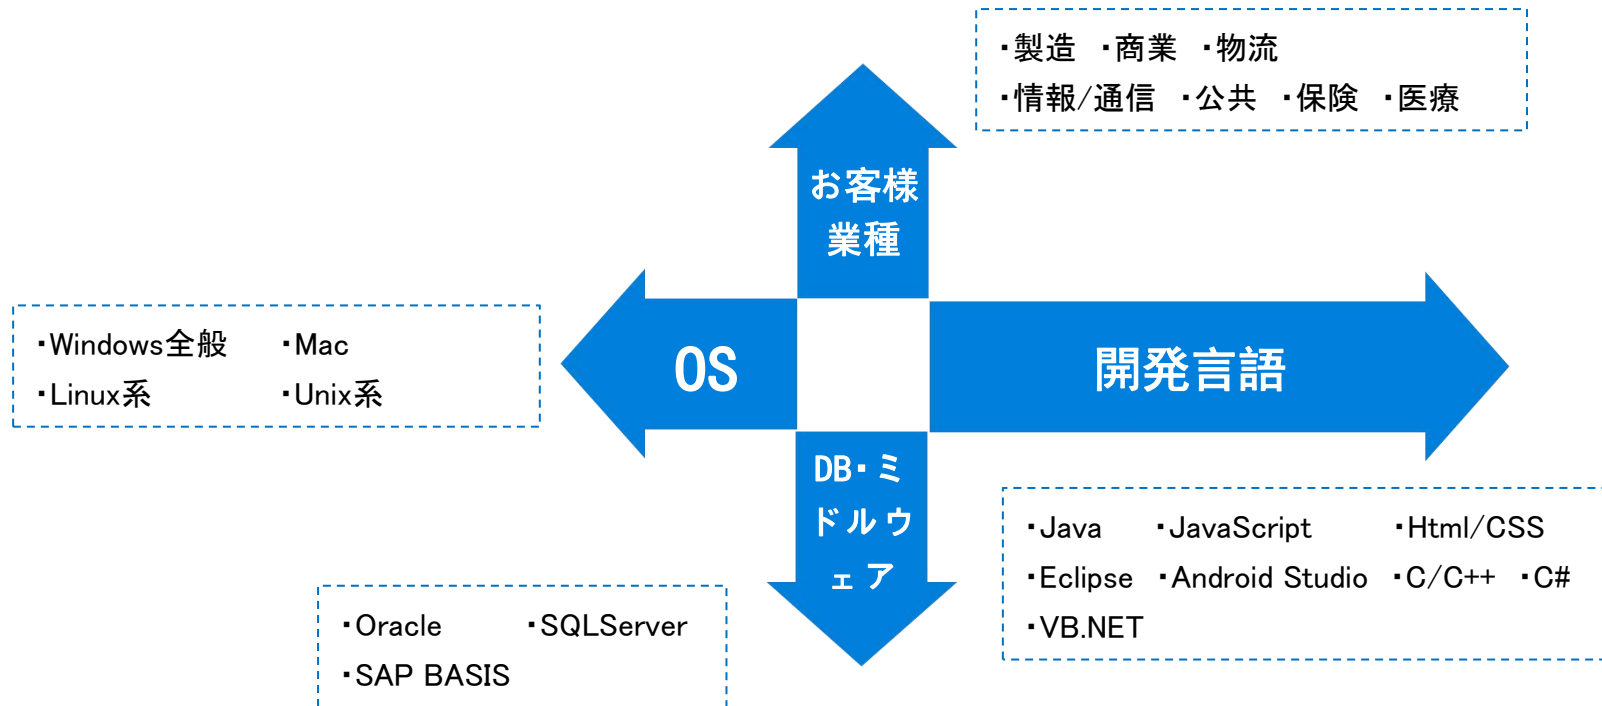 ・製造 ・商業 ・物流
・情報/通信 ・公共 ・保険 ・医療
お客様
業種
・Windows全般 ・Mac
・Linux系 ・Unix系
OS
開発言語
DB・ミ
ドルウ
ェア
・Java ・JavaScript ・Html/CSS
・Eclipse ・Android Studio ・C/C++ ・C#
・VB.NET
・Oracle ・SQLServer
・SAP BASIS